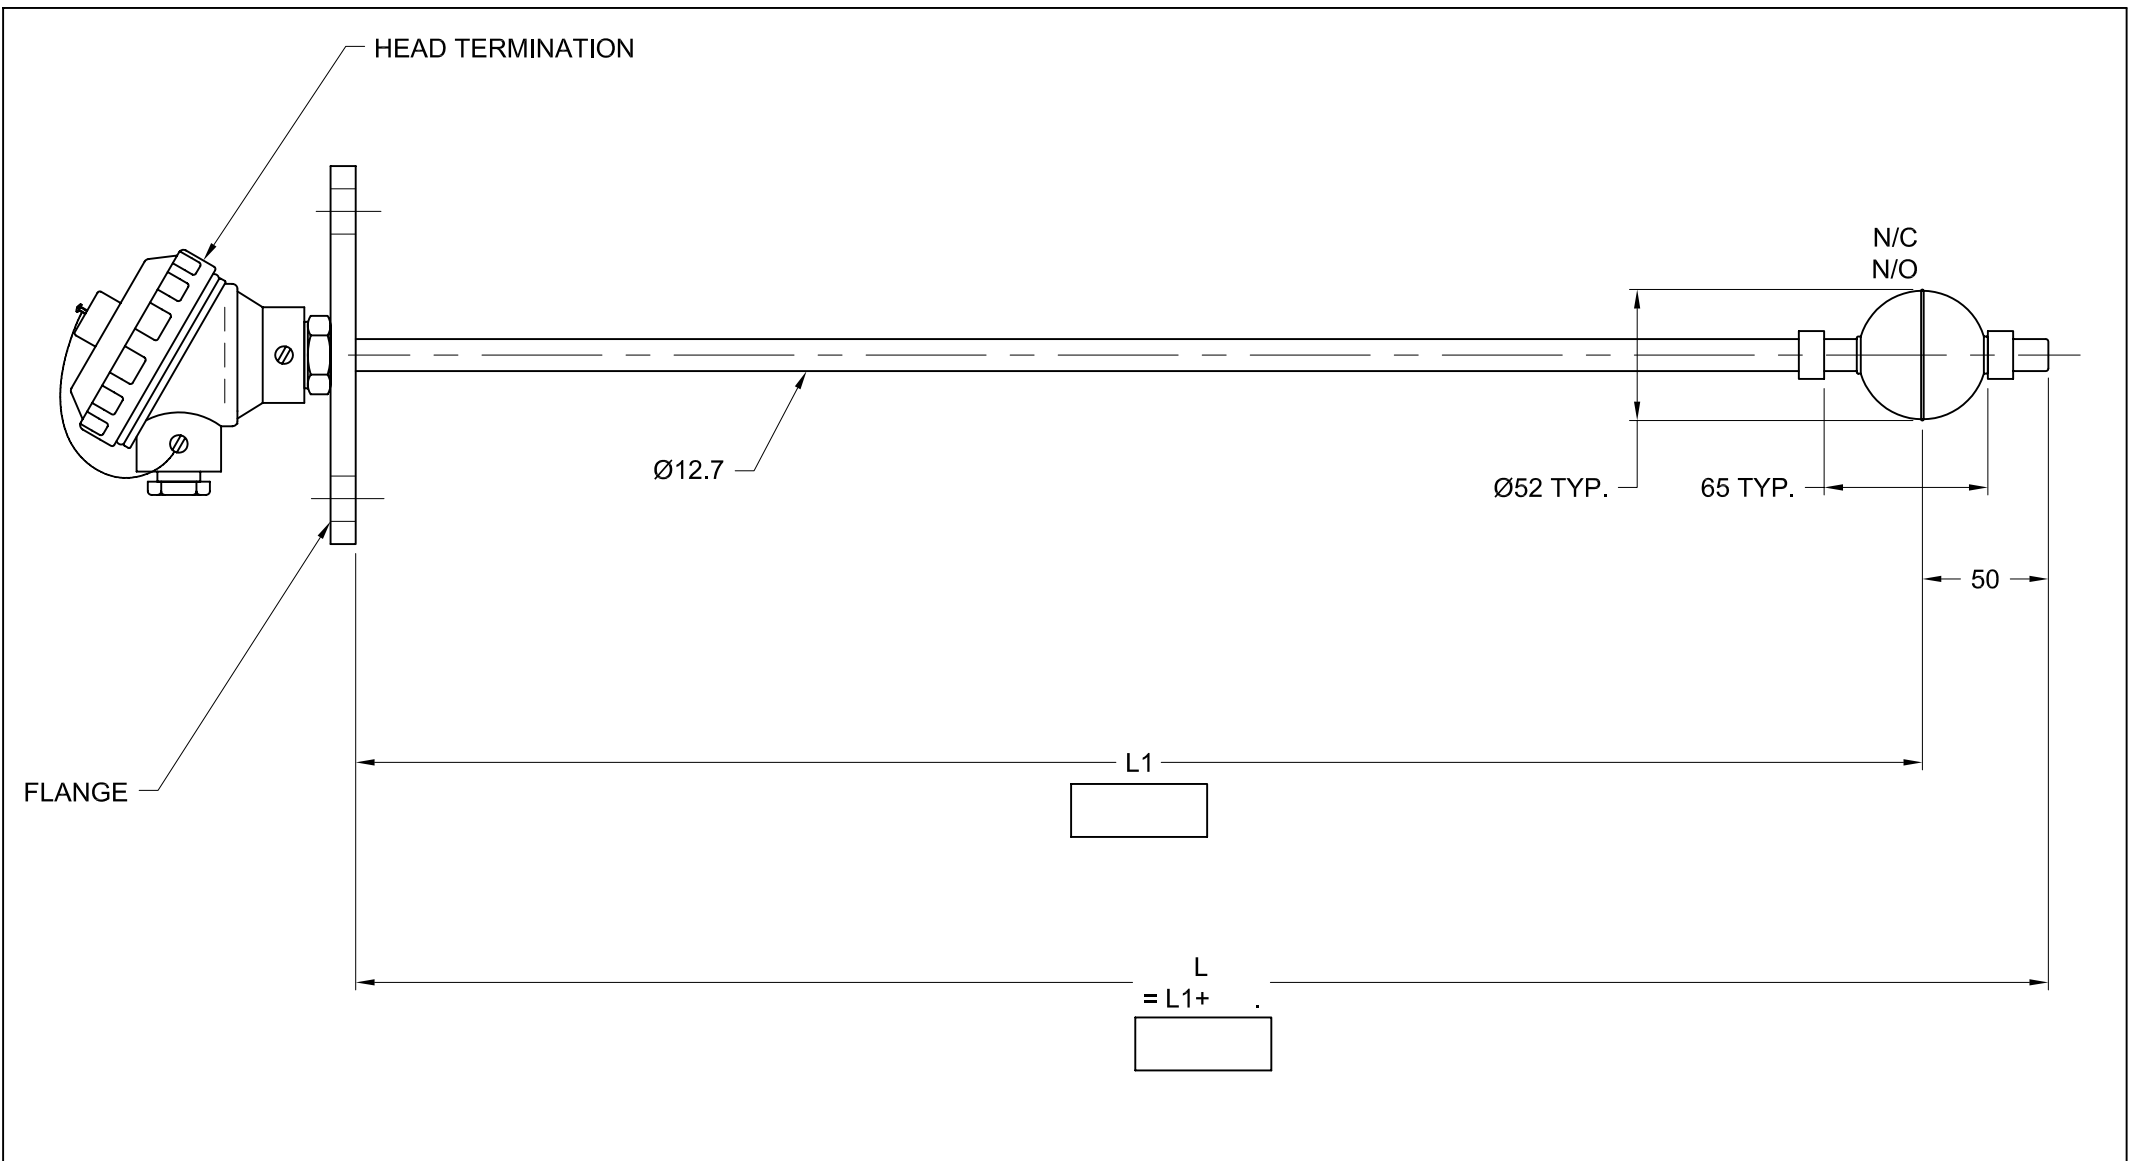 HEAD TERMINATION
N/C
N/O
Ø12.7
Ø52 TYP.
65 TYP.
50
L1
FLANGE
L
= L1+ .